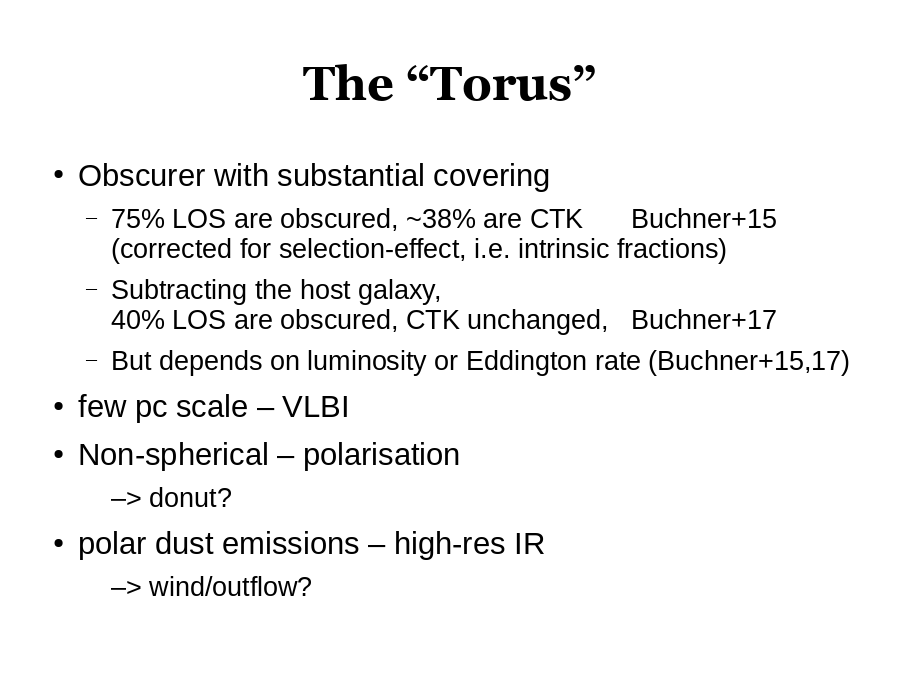 The “Torus”
• Obscurer with substantial covering
– 75% LOS are obscured, ~38% are CTK Buchner+15
(corrected for selection-effect, i.e. intrinsic fractions)
– Subtracting the host galaxy,
40% LOS are obscured, CTK unchanged, Buchner+17
– But depends on luminosity or Eddington rate (Buchner+15,17)
• few pc scale – VLBI
• Non-spherical – polarisation
–> donut?
• polar dust emissions – high-res IR
–> wind/outflow?